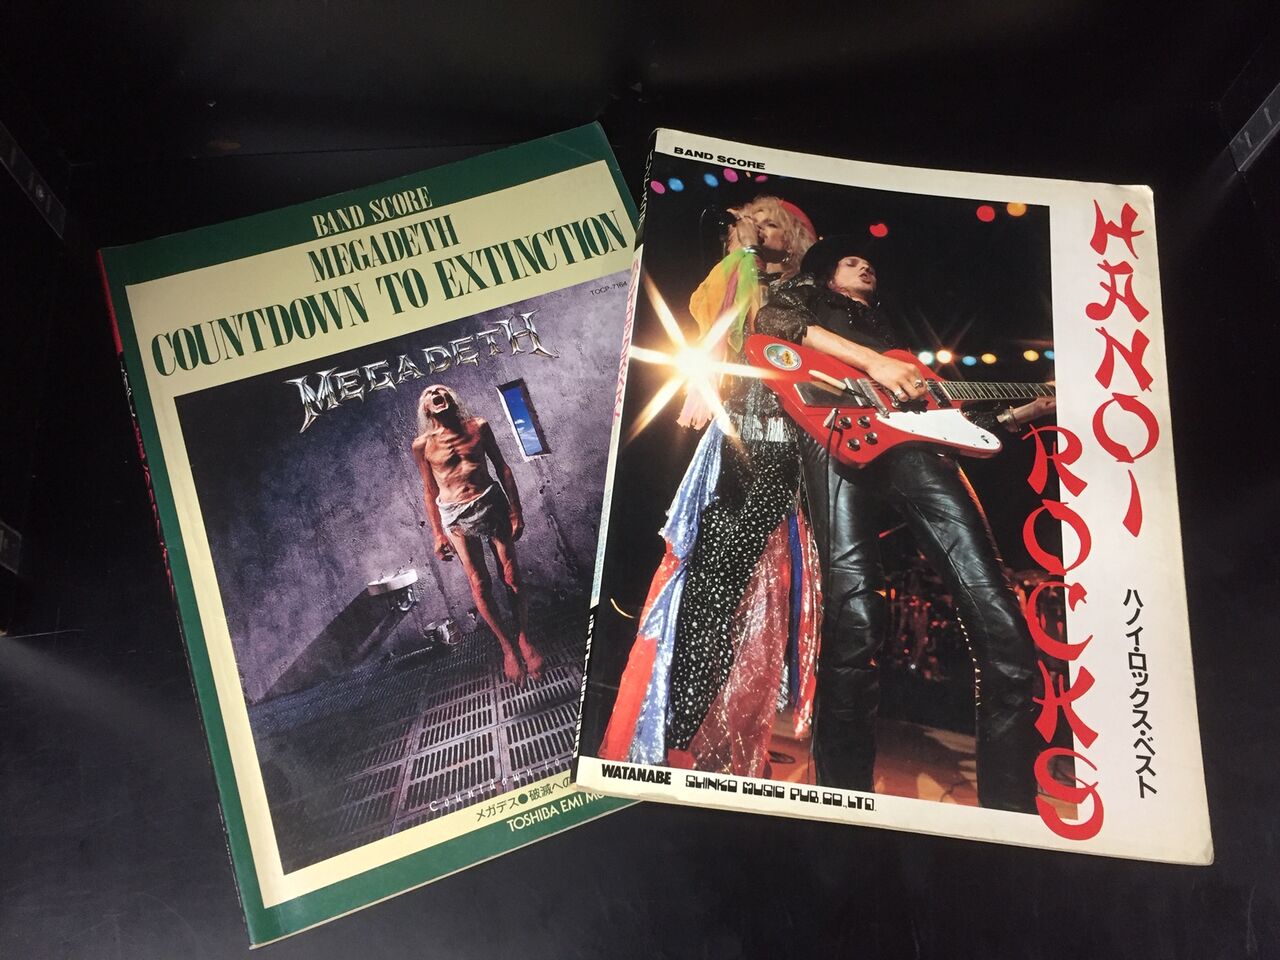 BAND SCORE
MEGADETH
COUNTDOWN TO EXTINCTION
TOCP-7164
MEGADETH
メガデス●破滅への
TOSHIBA EMI
BAND SCORE
HANOI
ROCKS
ハノイ・ロックス・ベスト
WATANABE SHINKO MUSIC PUB.CO.,LTD.